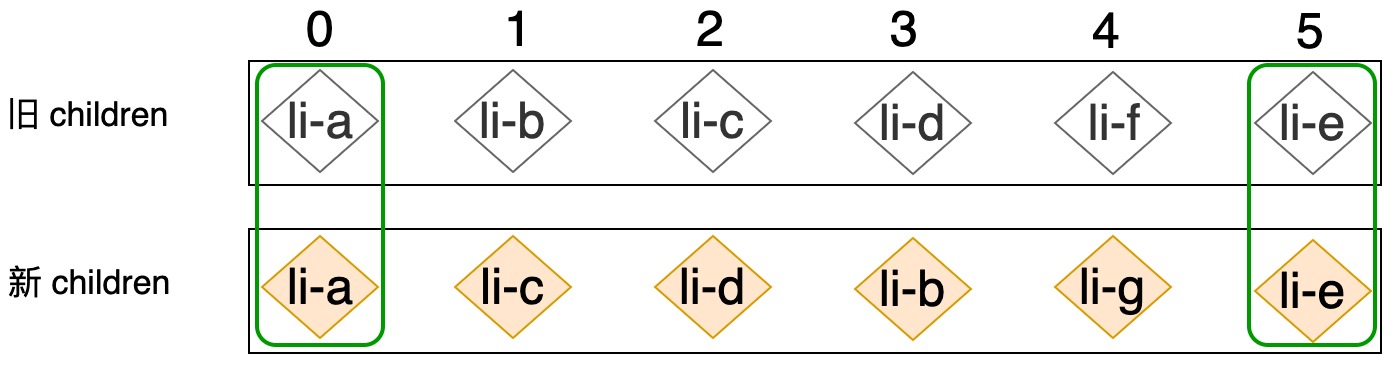 0 1 2 3 4 5
旧 children li-a li-b li-c li-d li-f li-e
新 children li-a li-c li-d li-b li-g li-e